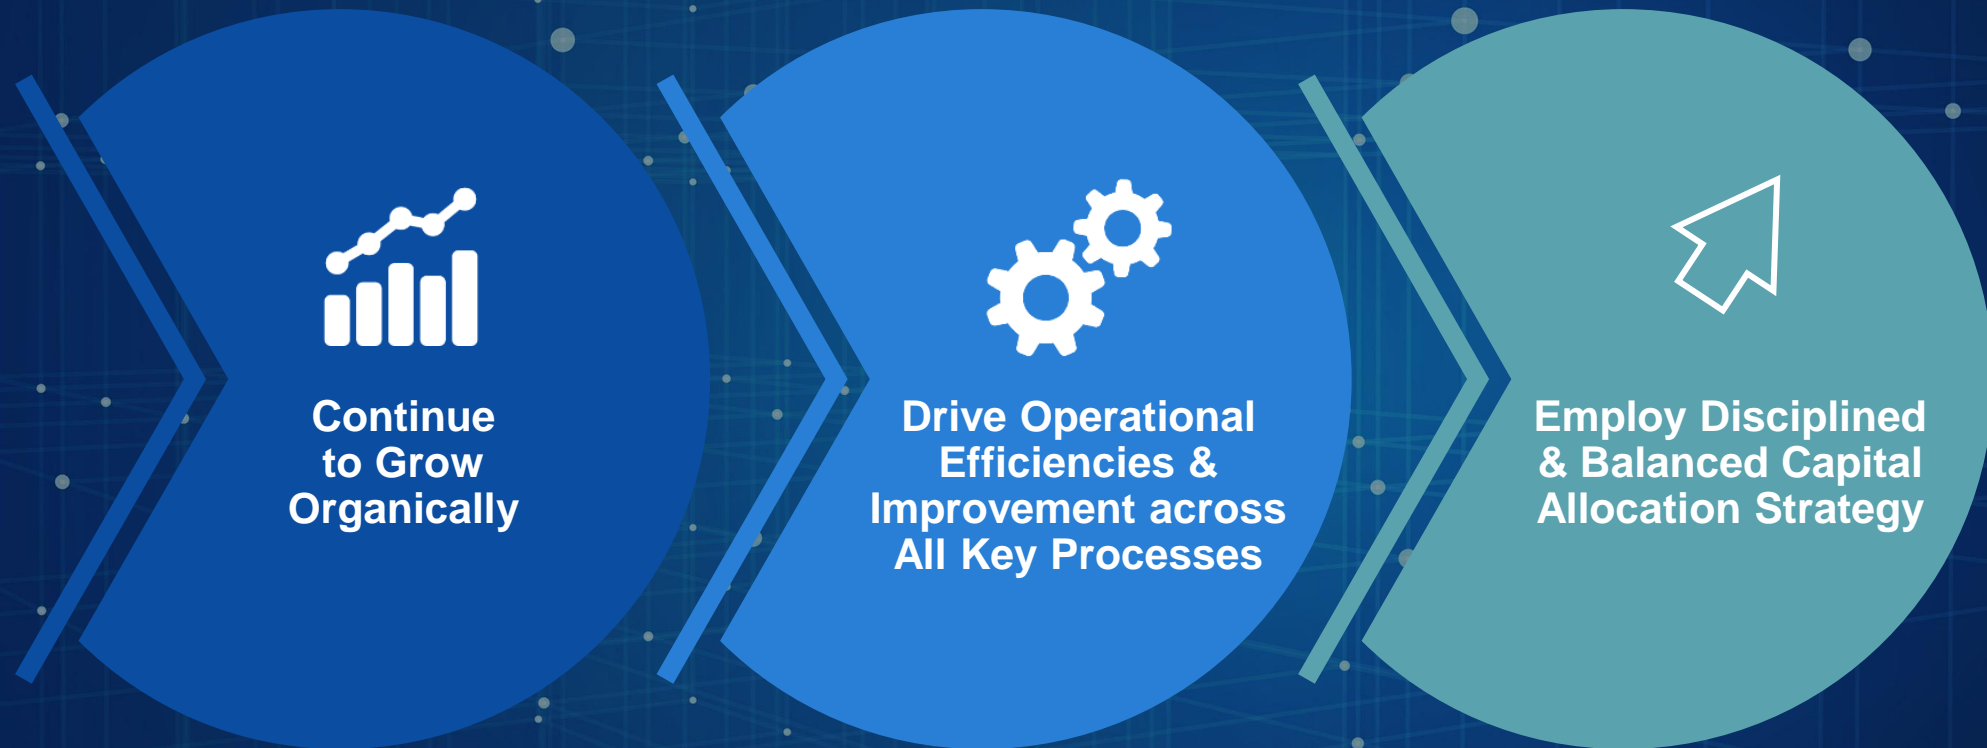 Continue
to Grow
Organically
Drive Operational
Efficiencies &
Improvement across
All Key Processes
Employ Disciplined
& Balanced Capital
Allocation Strategy